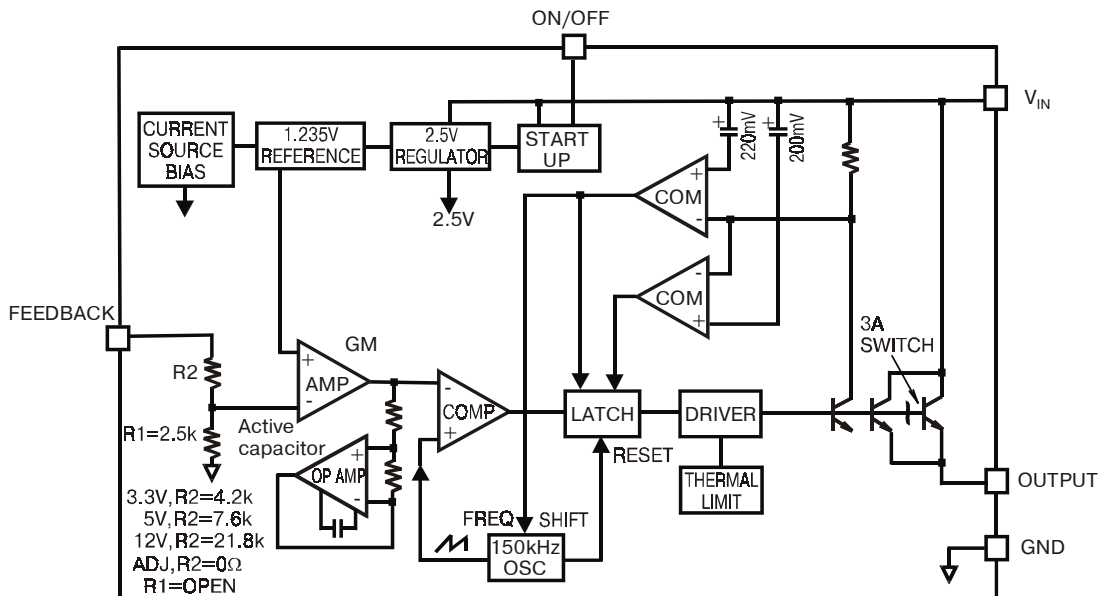 ON/OFF
V_IN
CURRENT
SOURCE
BIAS
1.235V
REFERENCE
2.5V
REGULATOR
START
UP
+
220mV
+
200mV
2.5V
+
COM
-
-
COM
+
FEEDBACK
3A
SWITCH
R2
GM
+
AMP
-
R1=2.5k
Active
capacitor
-
COMP
+
LATCH
DRIVER
RESET
THERMAL
LIMIT
+
OP AMP
-
OUTPUT
3.3V,R2=4.2k
5V,R2=7.6k
12V,R2=21.8k
ADJ,R2=0Ω
R1=OPEN
FREQ SHIFT
150kHz
OSC
GND